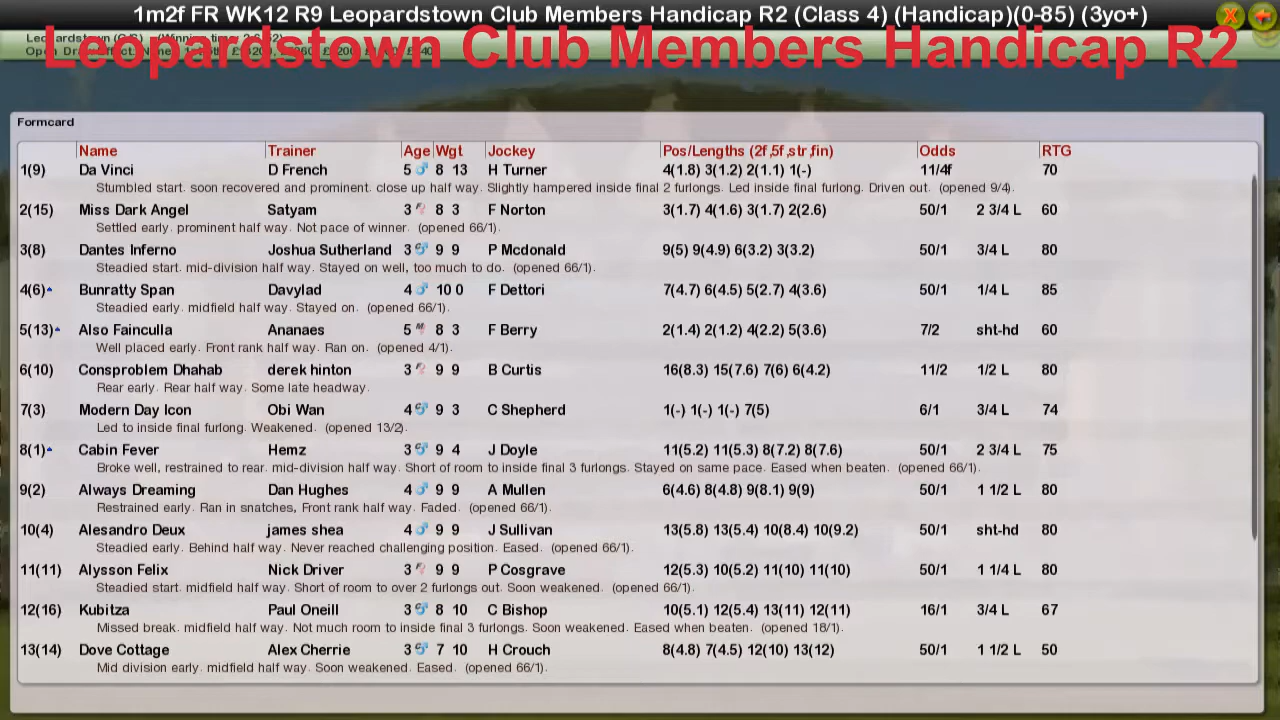 1m2f FR WK12 R9 Leopardstown Club Members Handicap R2 (Class 4) (Handicap)(0-85) (3yo+)
Leopardstown Club Members Handicap R2
Formcard
Name Trainer Age Wgt Jockey Pos/Lengths (2f,5f,str,fin) Odds RTG
1(9) Da Vinci D French 5 8 13 H Turner 4(1.8) 3(1.2) 2(1.1) 1(-) 11/4f 70
Stumbled start. soon recovered and prominent. close up half way. Slightly hampered inside final 2 furlongs. Led inside final furlong. Driven out. (opened 9/4).
2(15) Miss Dark Angel Satyam 3 8 3 F Norton 3(1.7) 4(1.6) 3(1.7) 2(2.6) 50/1 2 3/4 L 60
Settled early. prominent half way. Not pace of winner. (opened 66/1).
3(8) Dantes Inferno Joshua Sutherland 3 9 9 P Mcdonald 9(5) 9(4.9) 6(3.2) 3(3.2) 50/1 3/4 L 80
Steadied start. mid-division half way. Stayed on well, too much to do. (opened 66/1).
4(6) Bunratty Span Davylad 4 10 0 F Dettori 7(4.7) 6(4.5) 5(2.7) 4(3.6) 50/1 1/4 L 85
Steadied early. midfield half way. Stayed on. (opened 66/1).
5(13) Also Fainculla Ananaes 5 8 3 F Berry 2(1.4) 2(1.2) 4(2.2) 5(3.6) 7/2 sht-hd 60
Well placed early. Front rank half way. Ran on. (opened 4/1).
6(10) Consproblem Dhahab derek hinton 3 9 9 B Curtis 16(8.3) 15(7.6) 7(6) 6(4.2) 11/2 1/2 L 80
Rear early. Rear half way. Some late headway.
7(3) Modern Day Icon Obi Wan 4 9 3 C Shepherd 1(-) 1(-) 1(-) 7(5) 6/1 3/4 L 74
Led to inside final furlong. Weakened. (opened 13/2).
8(1) Cabin Fever Hemz 3 9 4 J Doyle 11(5.2) 11(5.3) 8(7.2) 8(7.6) 50/1 2 3/4 L 75
Broke well, restrained to rear. mid-division half way. Short of room to inside final 3 furlongs. Stayed on same pace. Eased when beaten. (opened 66/1).
9(2) Always Dreaming Dan Hughes 4 9 9 A Mullen 6(4.6) 8(4.8) 9(8.1) 9(9) 50/1 1 1/2 L 80
Restrained early. Ran in snatches, Front rank half way. Faded. (opened 66/1).
10(4) Alesandro Deux james shea 4 9 9 J Sullivan 13(5.8) 13(5.4) 10(8.4) 10(9.2) 50/1 sht-hd 80
Steadied early. Behind half way. Never reached challenging position. Eased. (opened 66/1).
11(11) Alysson Felix Nick Driver 3 9 9 P Cosgrave 12(5.3) 10(5.2) 11(10) 11(10) 50/1 1 1/4 L 80
Steadied start. midfield half way. Short of room to over 2 furlongs out. Soon weakened. (opened 66/1).
12(16) Kubitza Paul Oneill 3 8 10 C Bishop 10(5.1) 12(5.4) 13(11) 12(11) 16/1 3/4 L 67
Missed break. midfield half way. Not much room to inside final 3 furlongs. Soon weakened. Eased when beaten. (opened 18/1).
13(14) Dove Cottage Alex Cherrie 3 7 10 H Crouch 8(4.8) 7(4.5) 12(10) 13(12) 50/1 1 1/2 L 50
Mid division early. midfield half way. Soon weakened. Eased. (opened 66/1).